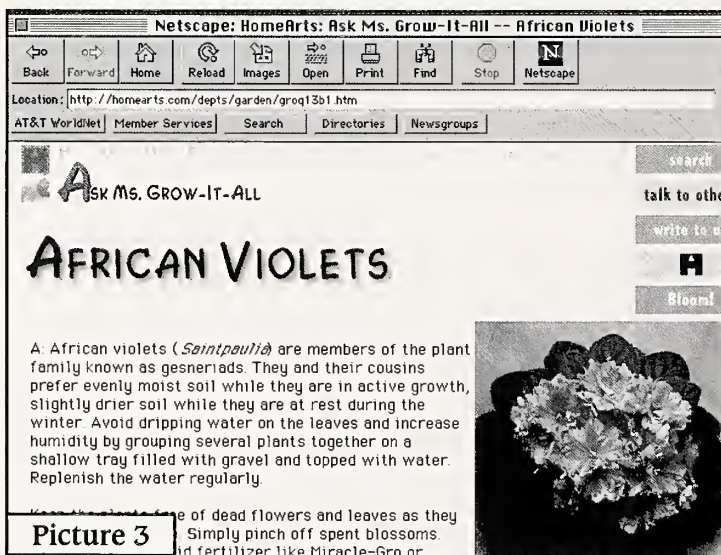 Netscape: HomeArts: Ask Ms. Grow-It-All -- African Violets
Back Forward Home Reload Images Open Print Find Stop Netscape
Location: http://homearts.com/depts/garden/groq13b1.htm
AT&T WorldNet Member Services Search Directories Newsgroups
search
ASK MS. GROW-IT-ALL
talk to othe
write to u
AFRICAN VIOLETS
Bloom!
A: African violets (Saintpaulia) are members of the plant
family known as gesneriads. They and their cousins
prefer evenly moist soil while they are in active growth,
slightly drier soil while they are at rest during the
winter. Avoid dripping water on the leaves and increase
humidity by grouping several plants together on a
shallow tray filled with gravel and topped with water.
Replenish the water regularly.
Keep the plants free of dead flowers and leaves as they
Simply pinch off spent blossoms.
id fertilizer like Miracle-Gro or
Picture 3